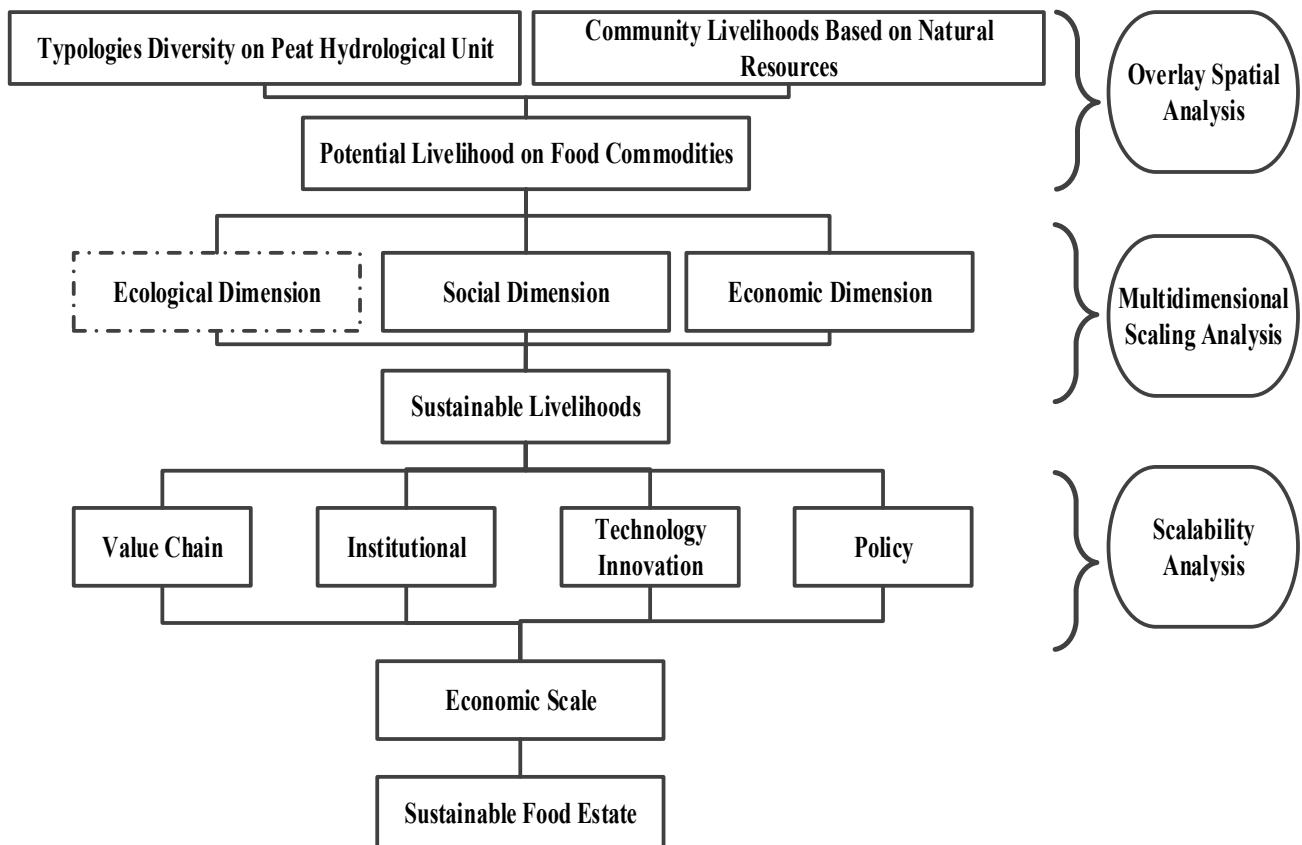 Typologies Diversity on Peat Hydrological Unit
Community Livelihoods Based on Natural
Resources
Overlay Spatial
Analysis
Potential Livelihood on Food Commodities
Ecological Dimension
Social Dimension
Economic Dimension
Multidimensional
Scaling Analysis
Sustainable Livelihoods
Value Chain
Institutional
Technology
Innovation
Policy
Scalability
Analysis
Economic Scale
Sustainable Food Estate